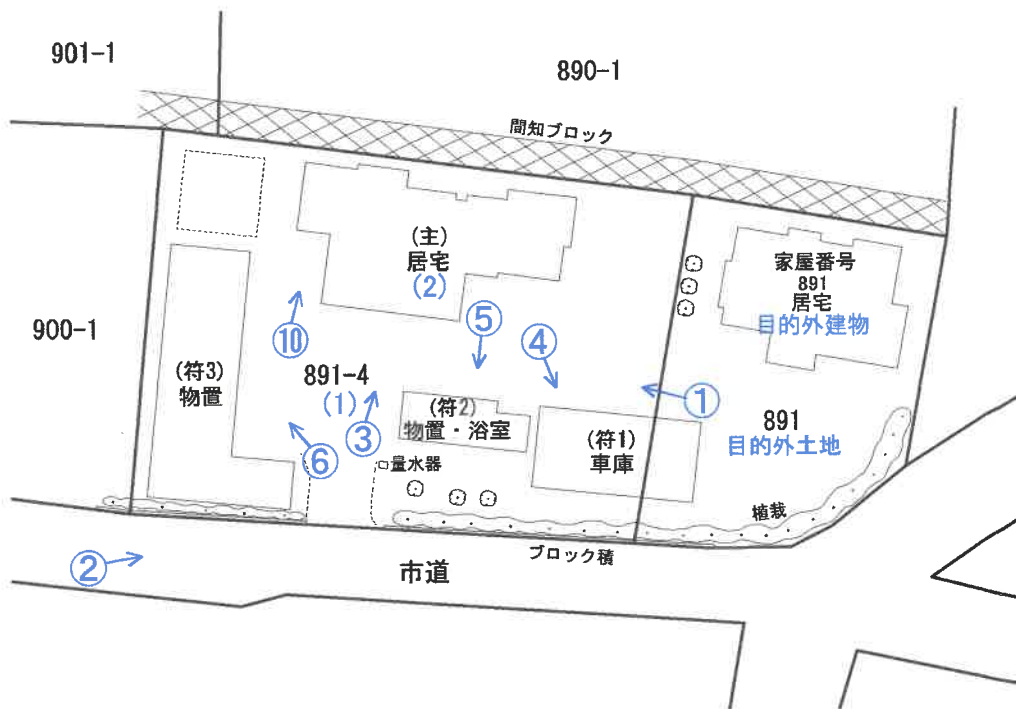 901-1
890-1
間知ブロック
(主)
居宅
(2)
家屋番号
891
居宅
目的外建物
900-1
⑤
⑩
④
(符3)
物置
891-4
(1)
①
③
(符2)
物置・浴室
(符1)
車庫
891
目的外土地
⑥
量水器
植栽
ブロック積
②
市道